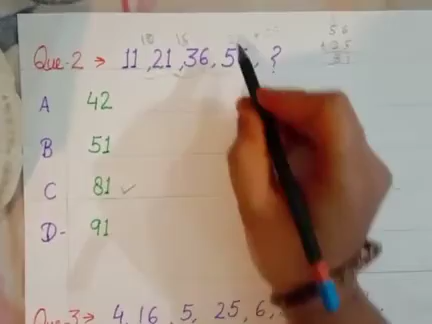 10 15
56
+ 25
81
Que-2 → 11, 21, 36, 5 , ?
A 42
B 51
C 81 ✓
D- 91
Que-3 → 4, 16, 5, 25, 6,